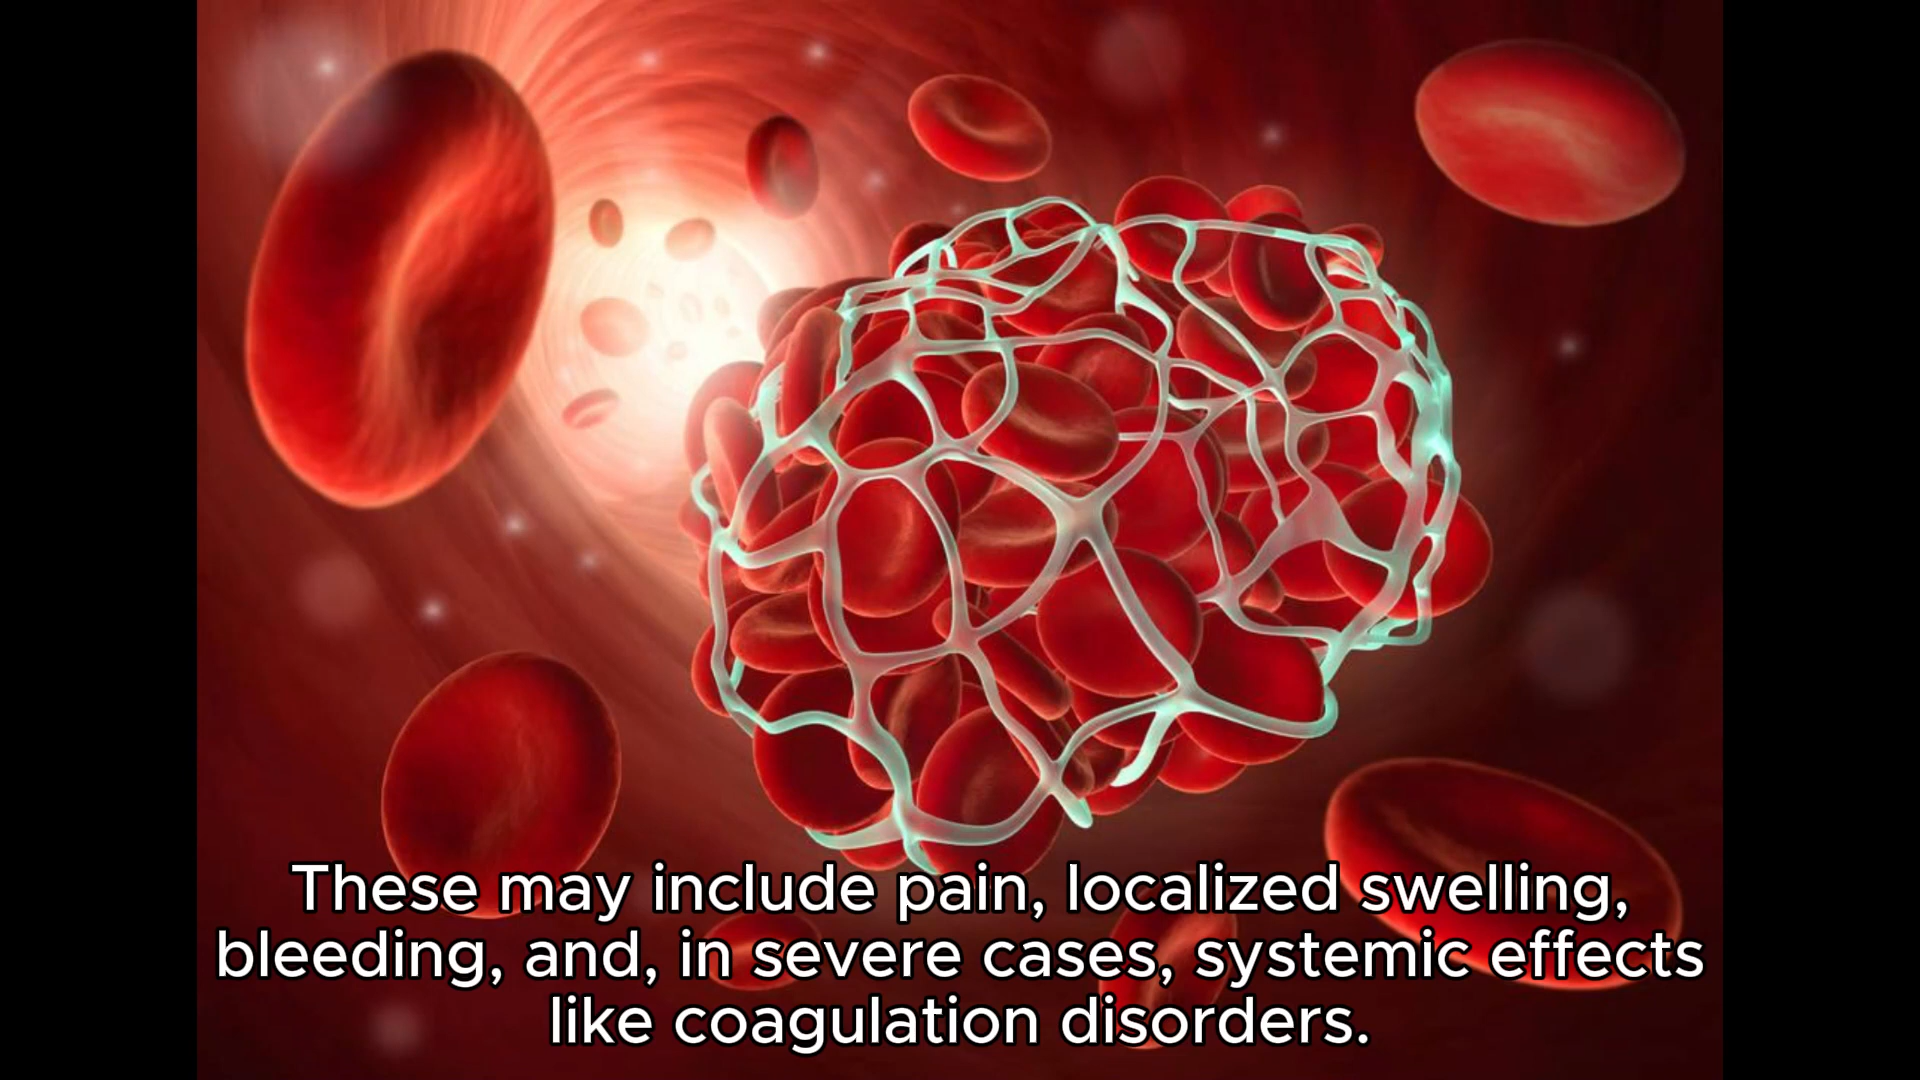 These may include pain, localized swelling,
bleeding, and, in severe cases, systemic effects
like coagulation disorders.